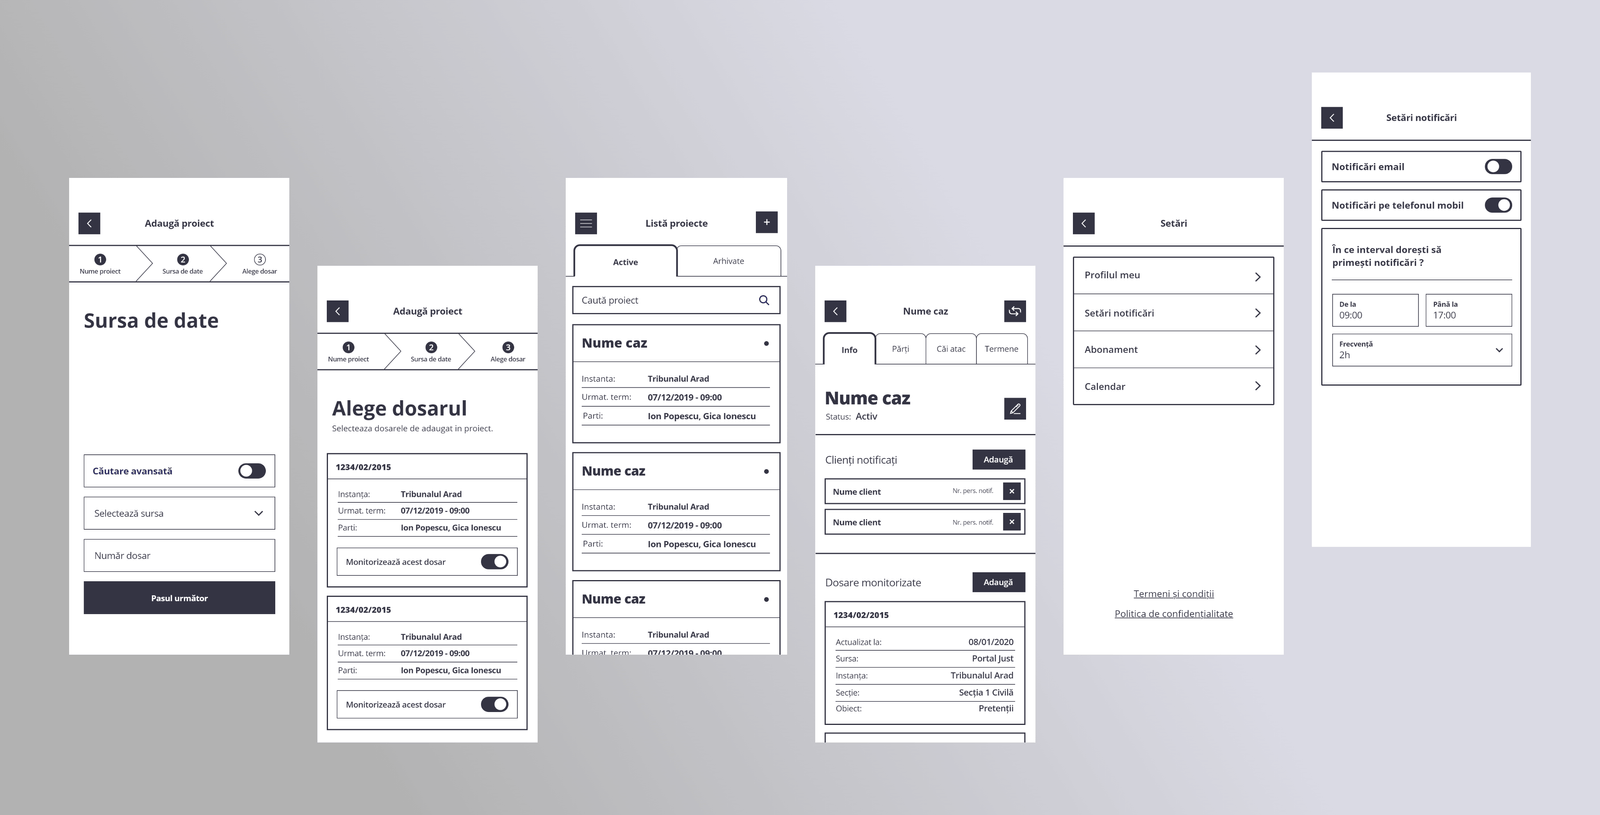 Adaugă proiect
1 2 3
Nume proiect Sursa de date Alege dosar
Sursa de date
Căutare avansată
Selectează sursa
Număr dosar
Pasul următor
Adaugă proiect
1 2 3
Nume proiect Sursa de date Alege dosar
Alege dosarul
Selecteaza dosarele de adaugat in proiect.
1234/02/2015
Instanța: Tribunalul Arad
Urmat. term: 07/12/2019 - 09:00
Parti: Ion Popescu, Gica Ionescu
Monitorizează acest dosar
1234/02/2015
Instanța: Tribunalul Arad
Urmat. term: 07/12/2019 - 09:00
Parti: Ion Popescu, Gica Ionescu
Monitorizează acest dosar
Listă proiecte
Active Arhivate
Caută proiect
Nume caz
Instanta: Tribunalul Arad
Urmat. term: 07/12/2019 - 09:00
Parti: Ion Popescu, Gica Ionescu
Nume caz
Instanta: Tribunalul Arad
Urmat. term: 07/12/2019 - 09:00
Parti: Ion Popescu, Gica Ionescu
Nume caz
Instanta: Tribunalul Arad
Urmat. term: 07/12/2019 - 09:00
Nume caz
Info Părți Căi atac Termene
Nume caz
Status: Activ
Clienți notificați Adaugă
Nume client Nr. pers. notif.
Nume client Nr. pers. notif.
Dosare monitorizate Adaugă
1234/02/2015
Actualizat la: 08/01/2020
Sursa: Portal Just
Instanța: Tribunalul Arad
Secție: Secția 1 Civilă
Obiect: Pretenții
Setări
Profilul meu
Setări notificări
Abonament
Calendar
Termeni și condiții
Politica de confidențialitate
Setări notificări
Notificări email
Notificări pe telefonul mobil
În ce interval dorești să
primești notificări ?
De la Până la
09:00 17:00
Frecvență
2h